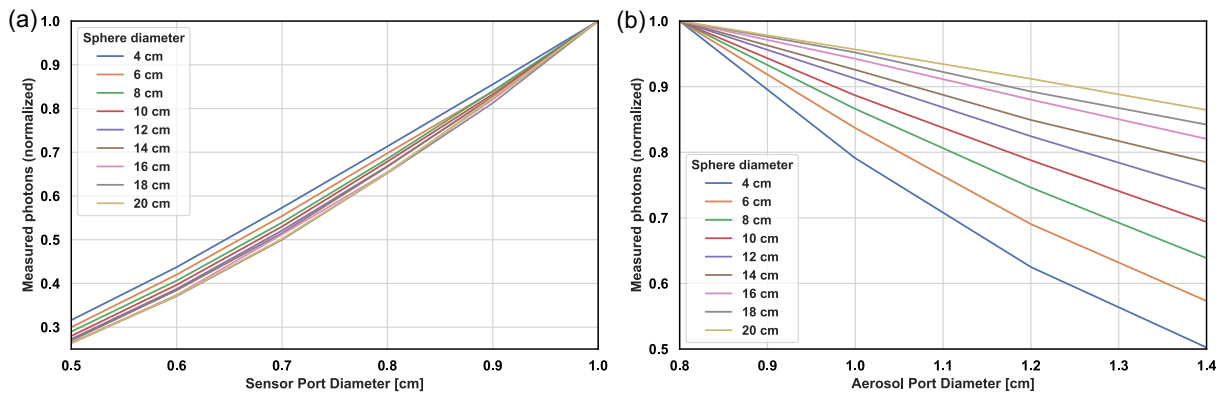 (a)
Measured photons (normalized)
1.0
0.9
0.8
0.7
0.6
0.5
0.4
0.3
Sphere diameter
4 cm
6 cm
8 cm
10 cm
12 cm
14 cm
16 cm
18 cm
20 cm
0.5 0.6 0.7 0.8 0.9 1.0
Sensor Port Diameter [cm]
(b)
Measured photons (normalized)
1.0
0.9
0.8
0.7
0.6
0.5
Sphere diameter
4 cm
6 cm
8 cm
10 cm
12 cm
14 cm
16 cm
18 cm
20 cm
0.8 0.9 1.0 1.1 1.2 1.3 1.4
Aerosol Port Diameter [cm]